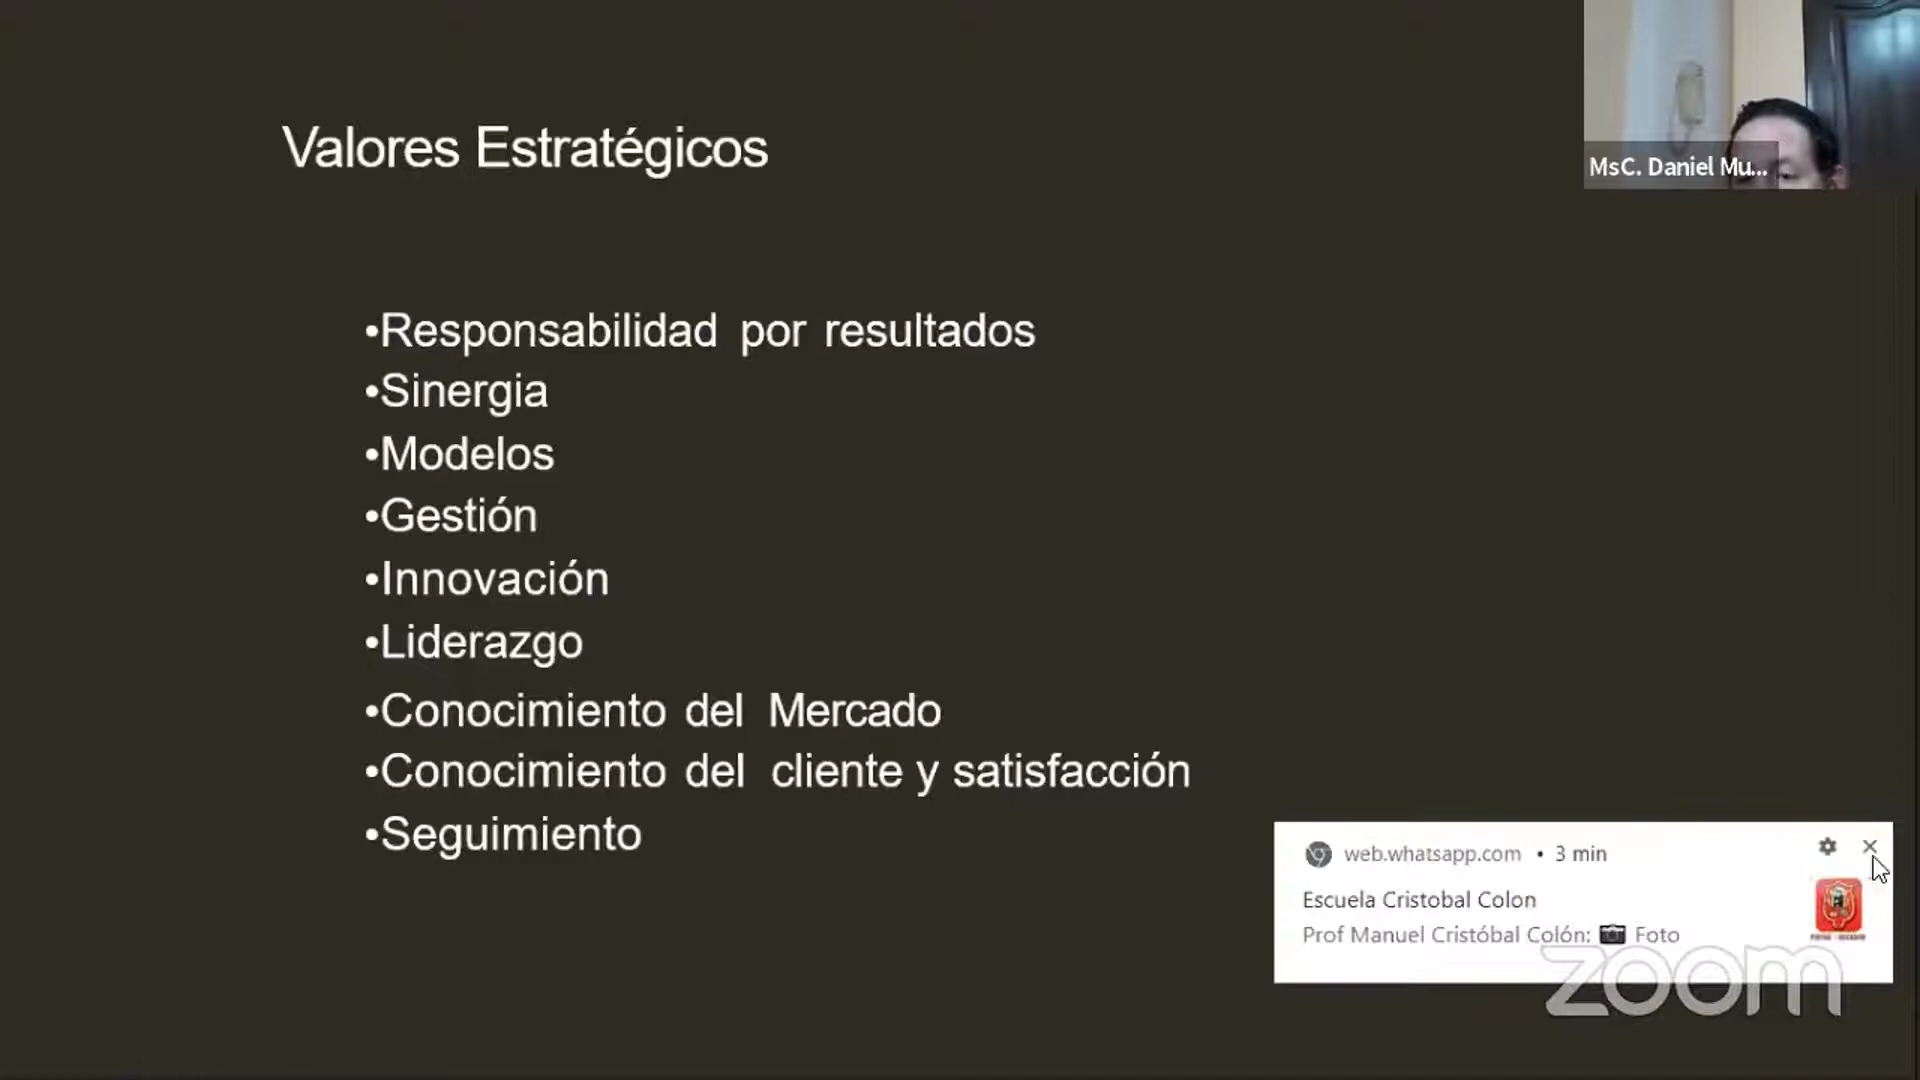 Valores Estratégicos
MsC. Daniel Mu...
•Responsabilidad por resultados
•Sinergia
•Modelos
•Gestión
•Innovación
•Liderazgo
•Conocimiento del Mercado
•Conocimiento del cliente y satisfacción
•Seguimiento
web.whatsapp.com • 3 min
Escuela Cristobal Colon
Prof Manuel Cristóbal Colón: 📷 Foto
zoom